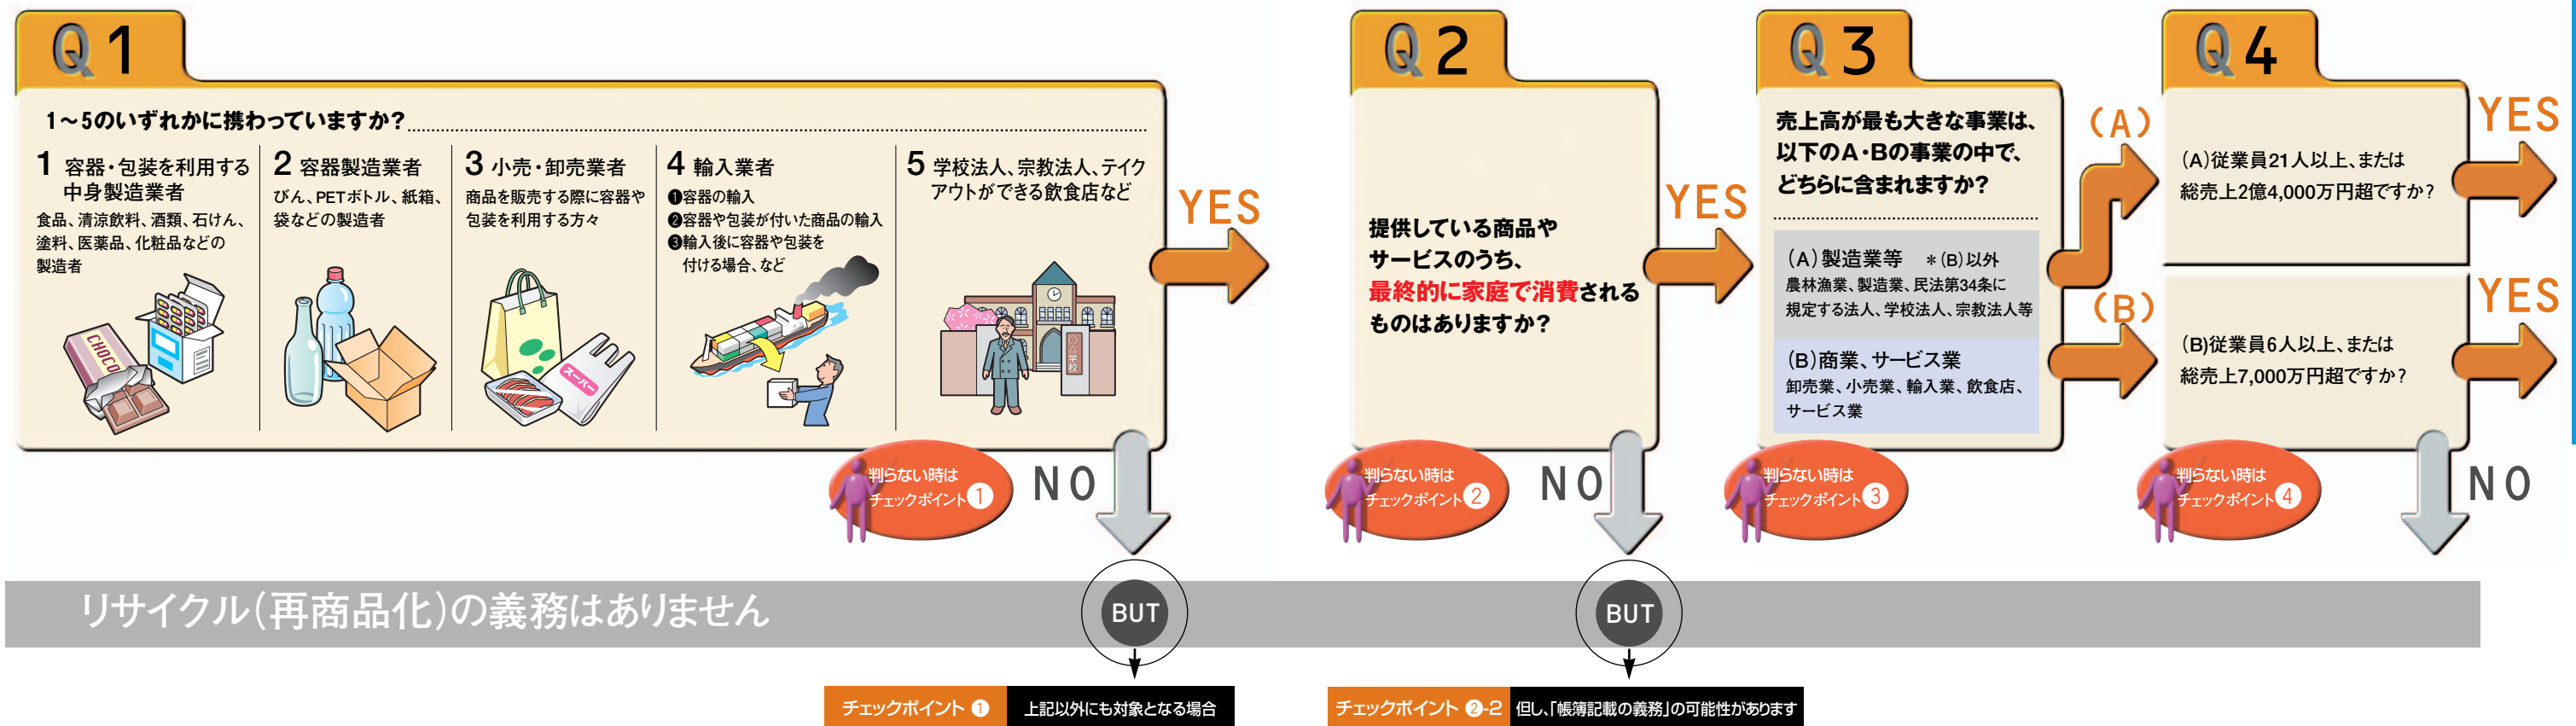 Q1
1～5のいずれかに携わっていますか?
1 容器・包装を利用する
中身製造業者
食品、清涼飲料、酒類、石けん、
塗料、医薬品、化粧品などの
製造者
CHOCO
2 容器製造業者
びん、PETボトル、紙箱、
袋などの製造者
3 小売・卸売業者
商品を販売する際に容器や
包装を利用する方々
スーパー
4 輸入業者
❶容器の輸入
❷容器や包装が付いた商品の輸入
❸輸入後に容器や包装を
付ける場合、など
5 学校法人、宗教法人、テイク
アウトができる飲食店など
〇△学校
YES
判らない時は
チェックポイント①
NO
Q2
提供している商品や
サービスのうち、
最終的に家庭で消費される
ものはありますか?
YES
判らない時は
チェックポイント②
NO
Q3
売上高が最も大きな事業は、
以下のA・Bの事業の中で、
どちらに含まれますか?
(A)製造業等 *(B)以外
農林漁業、製造業、民法第34条に
規定する法人、学校法人、宗教法人等
(B)商業、サービス業
卸売業、小売業、輸入業、飲食店、
サービス業
(A)
(B)
判らない時は
チェックポイント③
Q4
(A)従業員21人以上、または
総売上2億4,000万円超ですか?
YES
(B)従業員6人以上、または
総売上7,000万円超ですか?
YES
判らない時は
チェックポイント④
NO
リサイクル(再商品化)の義務はありません
BUT
BUT
チェックポイント ❶ 上記以外にも対象となる場合
チェックポイント ❷-2 但し、「帳簿記載の義務」の可能性があります